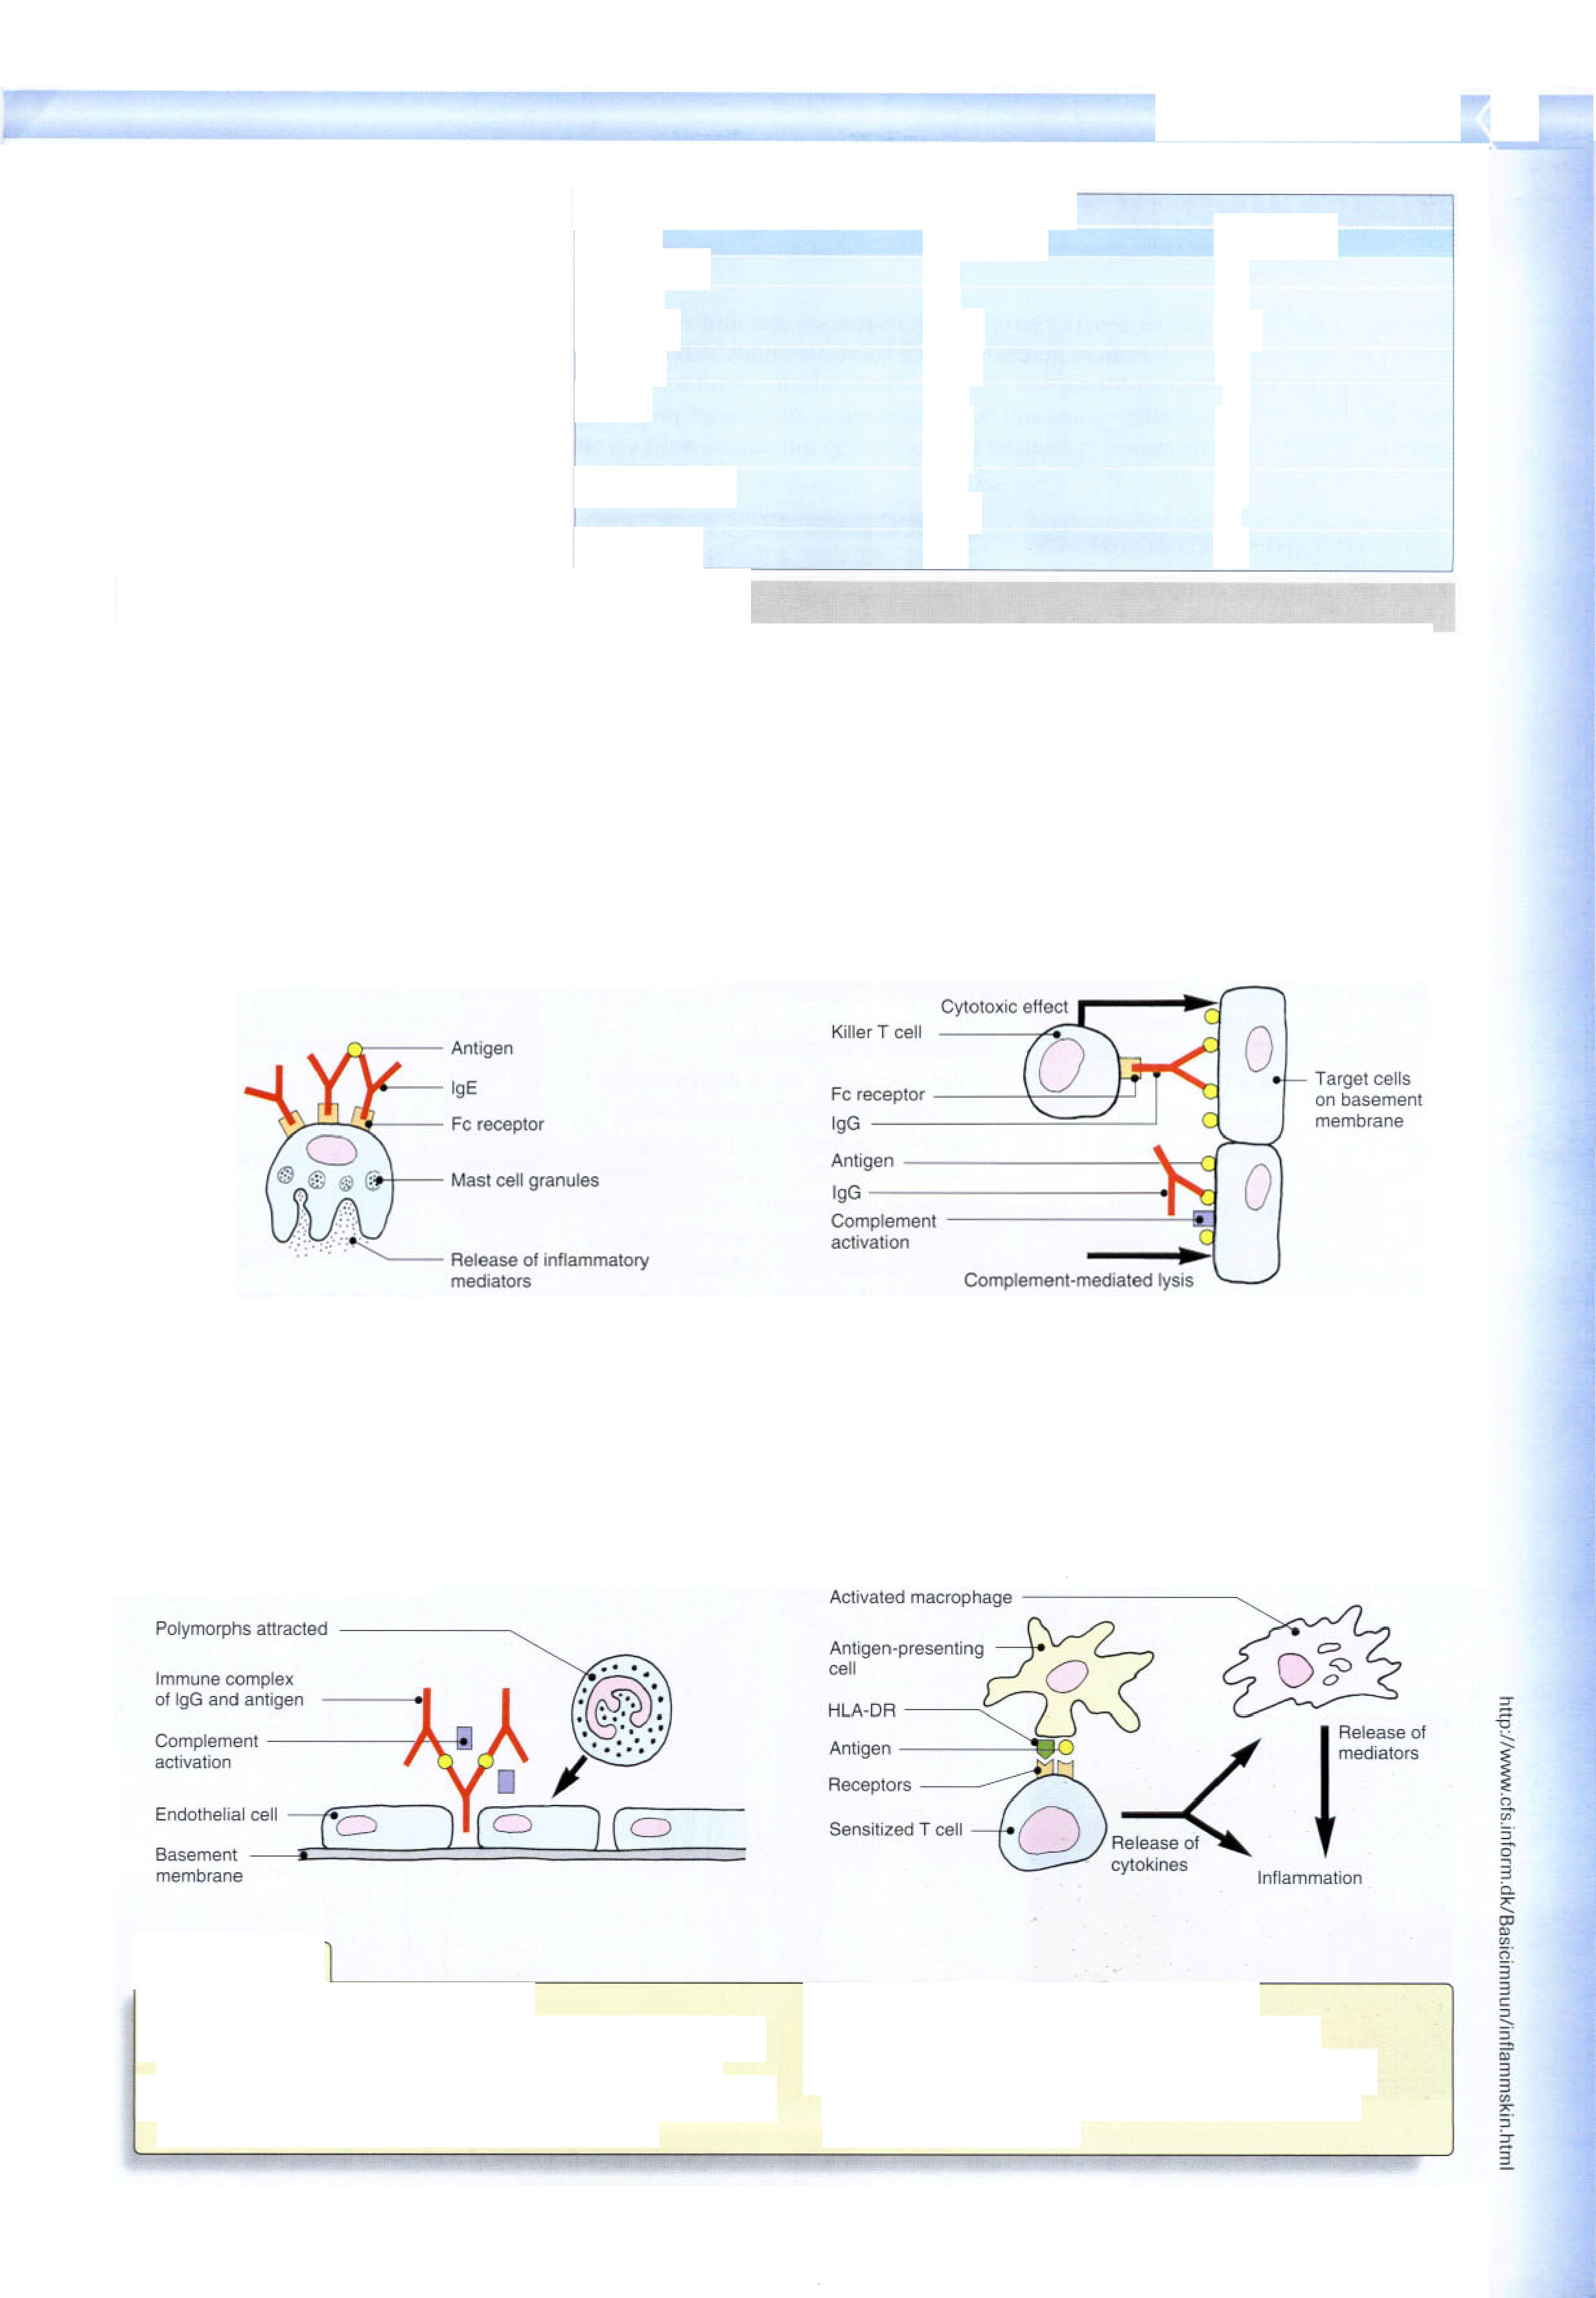 Antigen
IgE
Fc receptor
Mast cell granules
Release of inflammatory
mediators
Cytotoxic effect
Killer T cell
Fc receptor
IgG
Antigen
IgG
Complement
activation
Complement-mediated lysis
Target cells
on basement
membrane
Polymorphs attracted
Immune complex
of IgG and antigen
Complement
activation
Endothelial cell
Basement
membrane
Activated macrophage
Antigen-presenting
cell
HLA-DR
Antigen
Receptors
Sensitized T cell
Release of
cytokines
Release of
mediators
Inflammation
http://www.cfs.inform.dk/Basicimmun/inflammskin.html